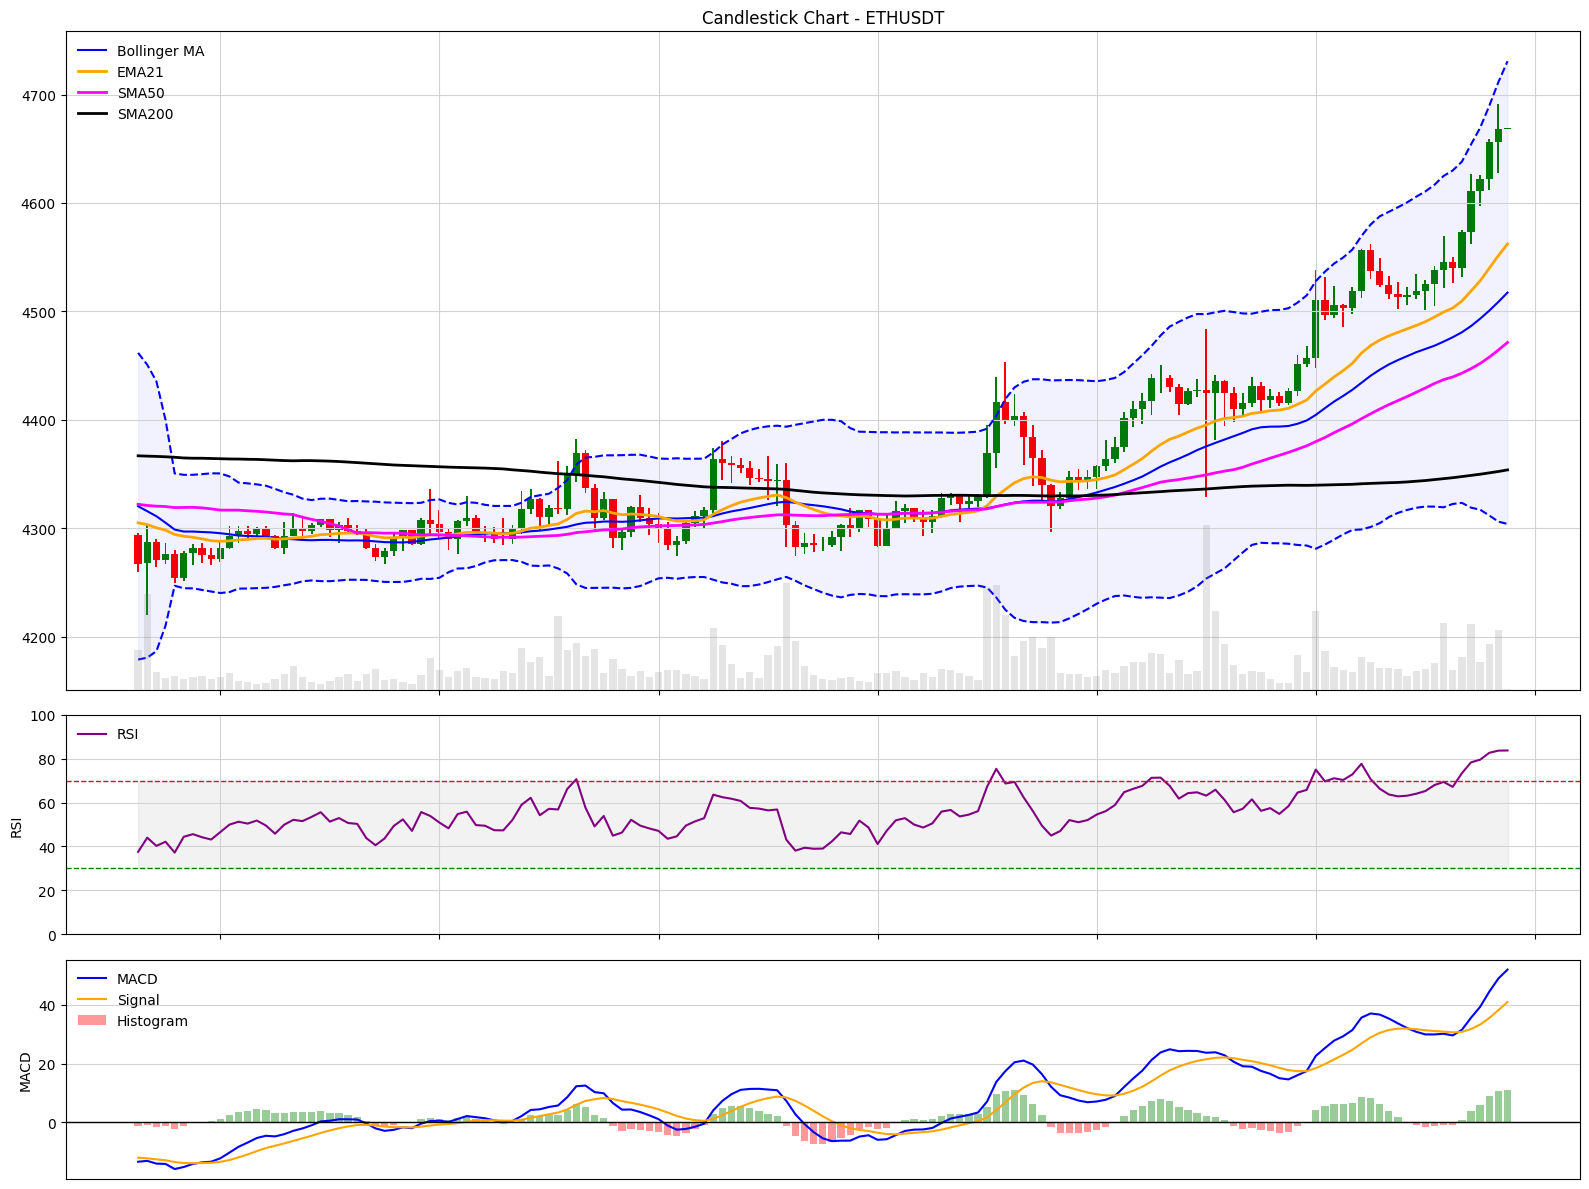 Candlestick Chart - ETHUSDT
Bollinger MA
EMA21
SMA50
SMA200
4700
4600
4500
4400
4300
4200
RSI
100
80
60
40
20
0
RSI
MACD
Signal
Histogram
40
20
0
MACD